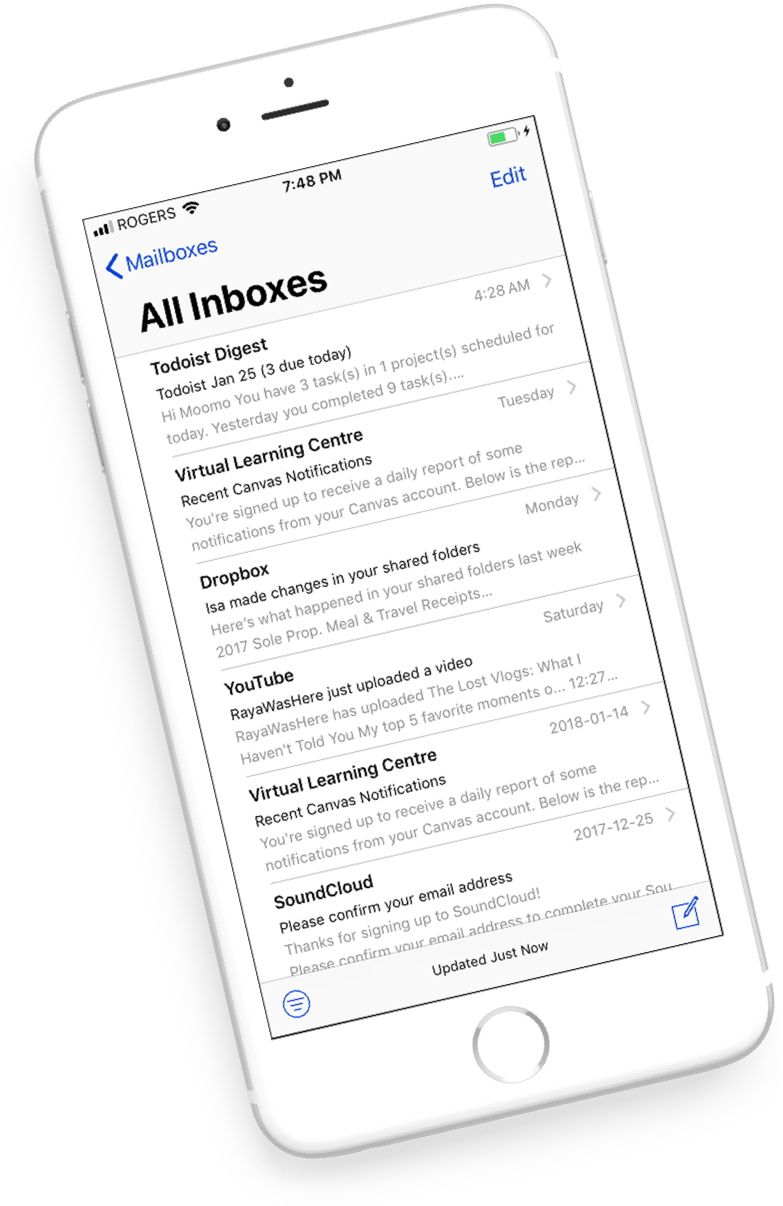 ROGERS
7:48 PM
Mailboxes
Edit
All Inboxes
Todoist Digest
4:28 AM
Todoist Jan 25 (3 due today)
Hi Moomo You have 3 task(s) in 1 project(s) scheduled for
today. Yesterday you completed 9 task(s)....
Virtual Learning Centre
Tuesday
Recent Canvas Notifications
You're signed up to receive a daily report of some
notifications from your Canvas account. Below is the rep...
Dropbox
Monday
Isa made changes in your shared folders
Here's what happened in your shared folders last week
2017 Sole Prop. Meal & Travel Receipts...
YouTube
Saturday
RayaWasHere just uploaded a video
RayaWasHere has uploaded The Lost Vlogs: What I
Haven't Told You My top 5 favorite moments o... 12:27...
Virtual Learning Centre
2018-01-14
Recent Canvas Notifications
You're signed up to receive a daily report of some
notifications from your Canvas account. Below is the rep...
SoundCloud
2017-12-25
Please confirm your email address
Thanks for signing up to SoundCloud!
Please confirm your email address to complete your Sou
Updated Just Now